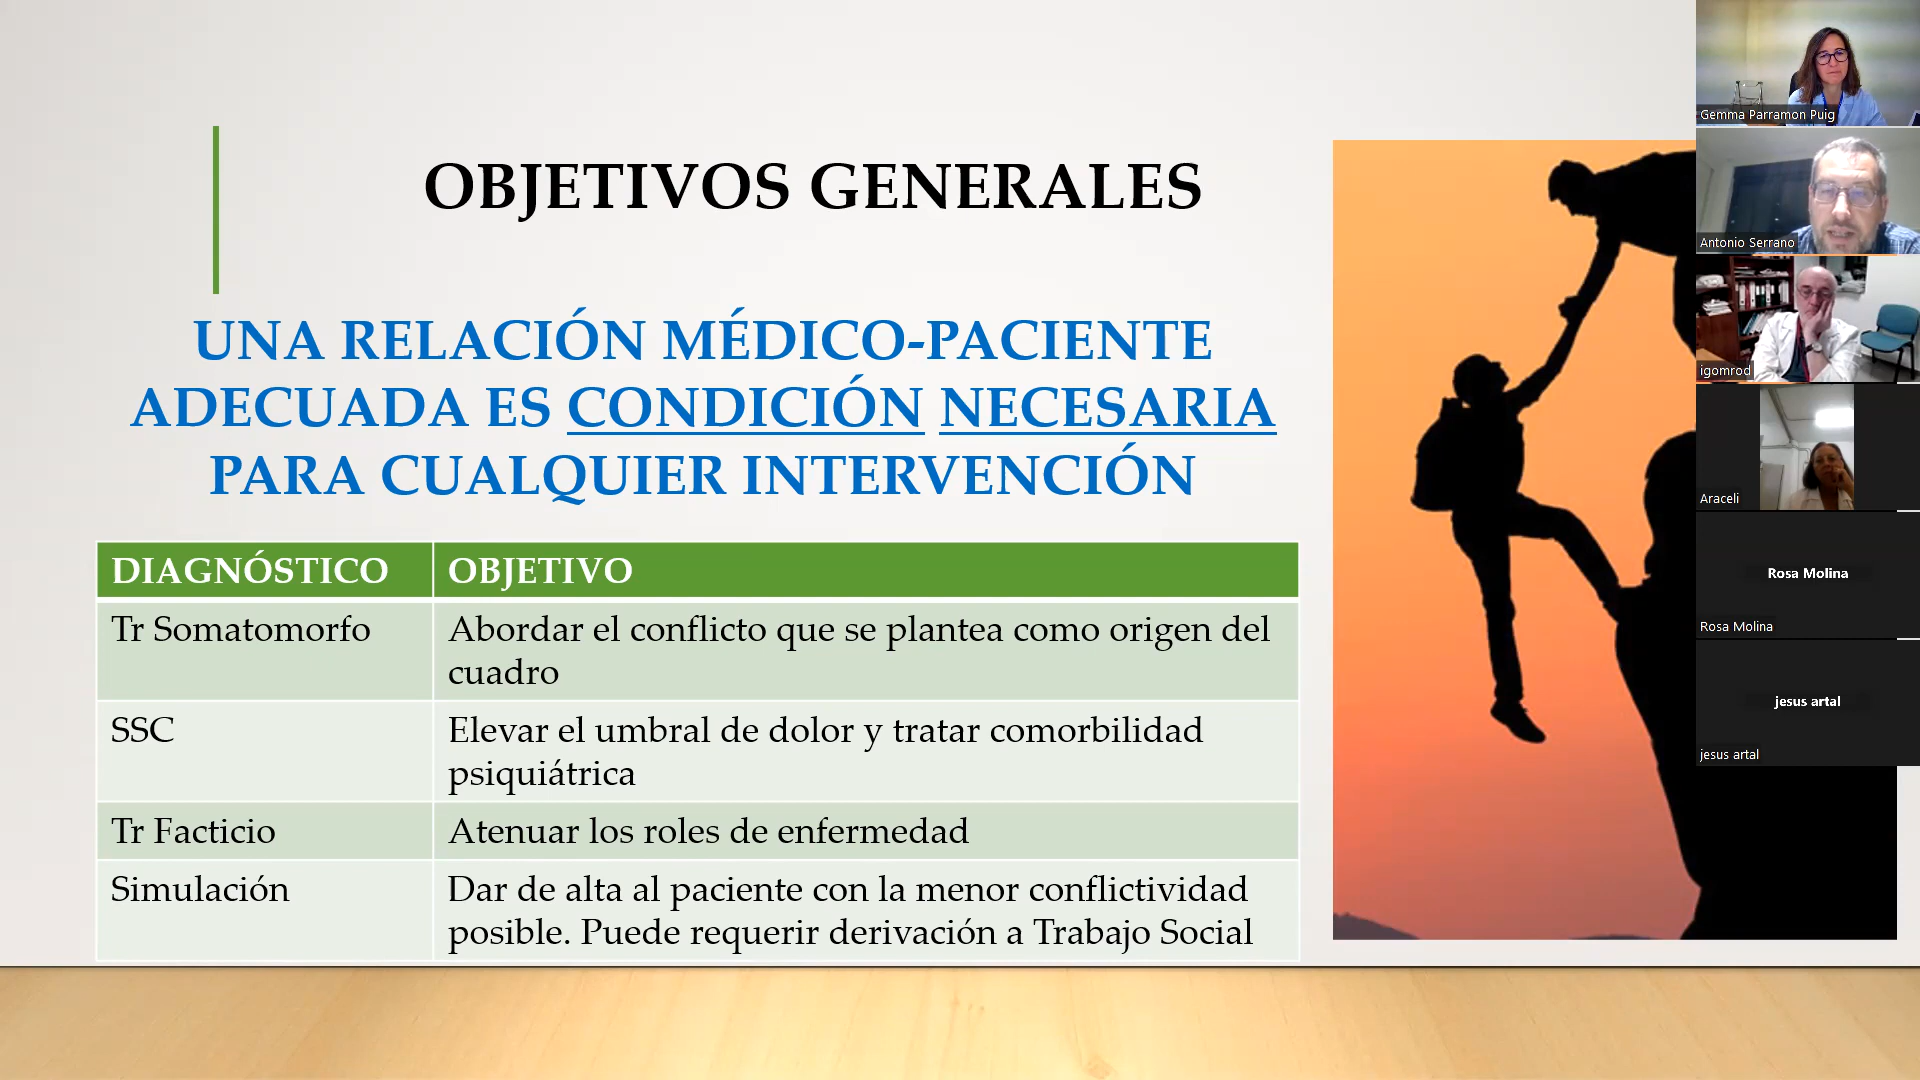 OBJETIVOS GENERALES
UNA RELACIÓN MÉDICO-PACIENTE
ADECUADA ES CONDICIÓN NECESARIA
PARA CUALQUIER INTERVENCIÓN
DIAGNÓSTICO OBJETIVO
Tr Somatomorfo Abordar el conflicto que se plantea como origen del
cuadro
SSC Elevar el umbral de dolor y tratar comorbilidad
psiquiátrica
Tr Facticio Atenuar los roles de enfermedad
Simulación Dar de alta al paciente con la menor conflictividad
posible. Puede requerir derivación a Trabajo Social
Gemma Parramon Puig
Antonio Serrano
igomrod
Araceli
Rosa Molina
Rosa Molina
jesus artal
jesus artal